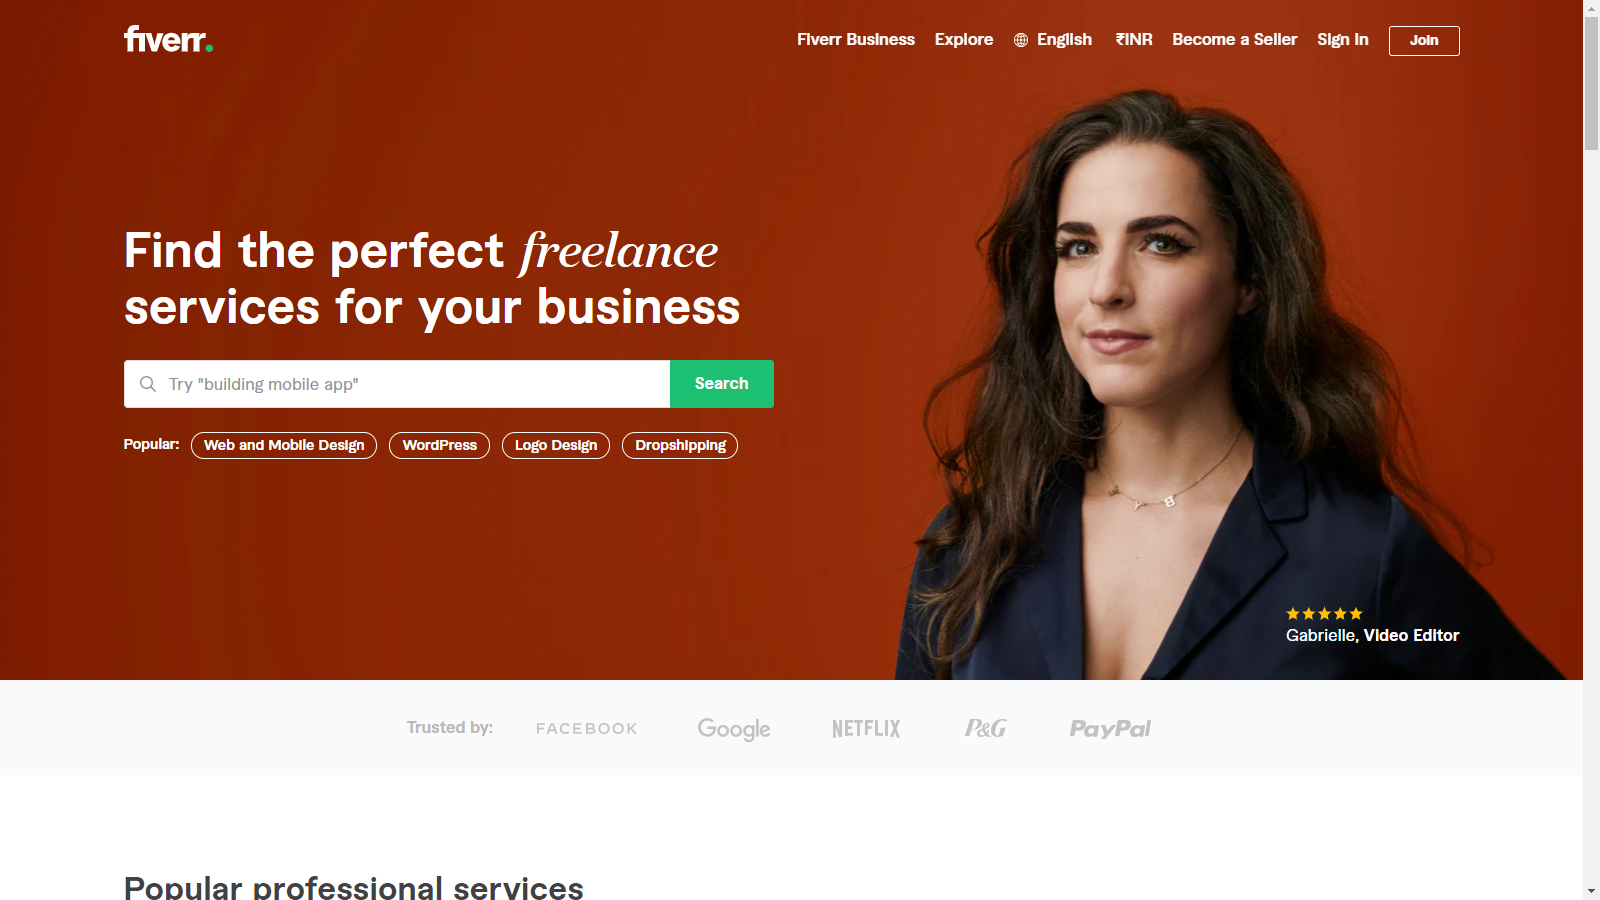 fiverr.
Fiverr Business Explore English ₹INR Become a Seller Sign In Join
Find the perfect freelance
services for your business
Try "building mobile app" Search
Popular: Web and Mobile Design WordPress Logo Design Dropshipping
Gabrielle, Video Editor
Trusted by: FACEBOOK Google NETFLIX P&G PayPal
Popular professional services